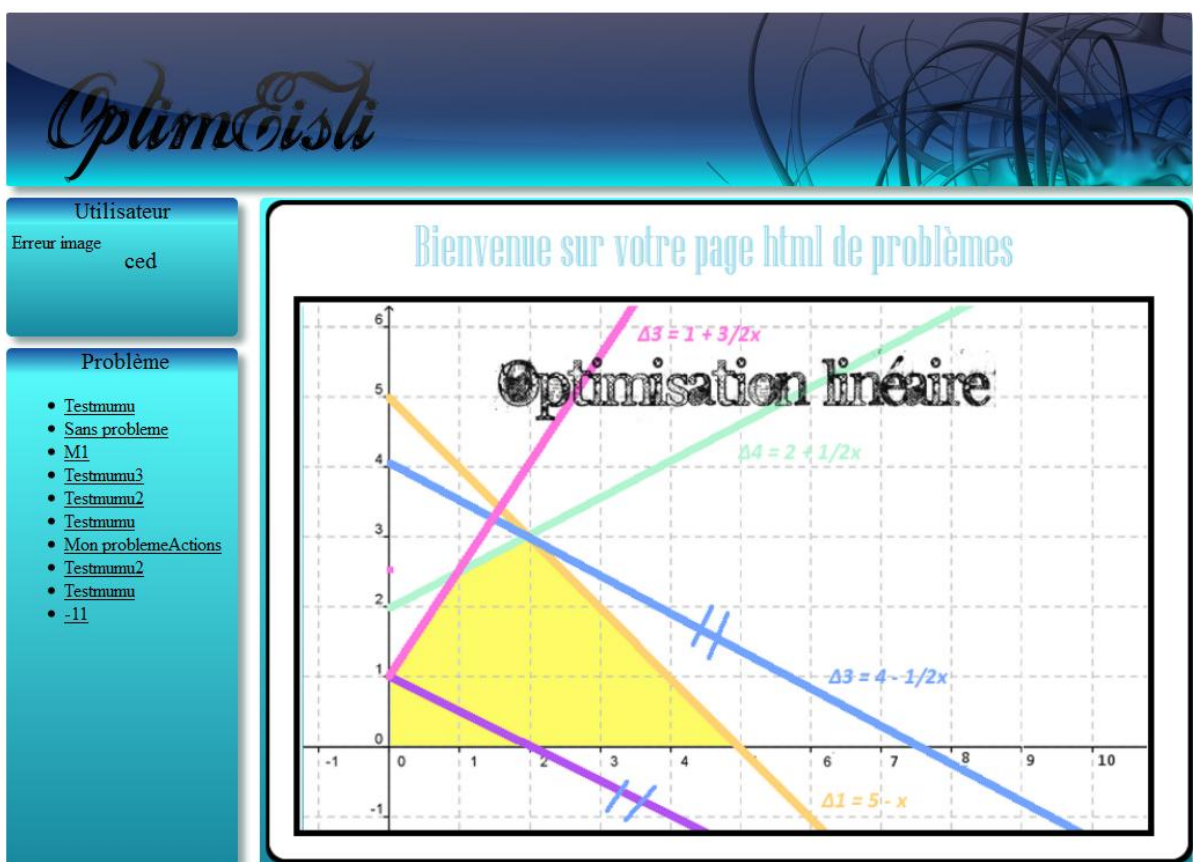 OptimEisti
Utilisateur
Erreur image
ced
Problème
Testmumu
Sans probleme
M1
Testmumu3
Testmumu2
Testmumu
Mon problemeActions
Testmumu2
Testmumu
-11
Bienvenue sur votre page html de problèmes
Optimisation linéaire
Δ3 = 1 + 3/2x
Δ4 = 2 + 1/2x
Δ3 = 4 - 1/2x
Δ1 = 5 - x
6
5
4
3
2
1
0
-1
-1 0 1 2 3 4 6 7 8 9 10